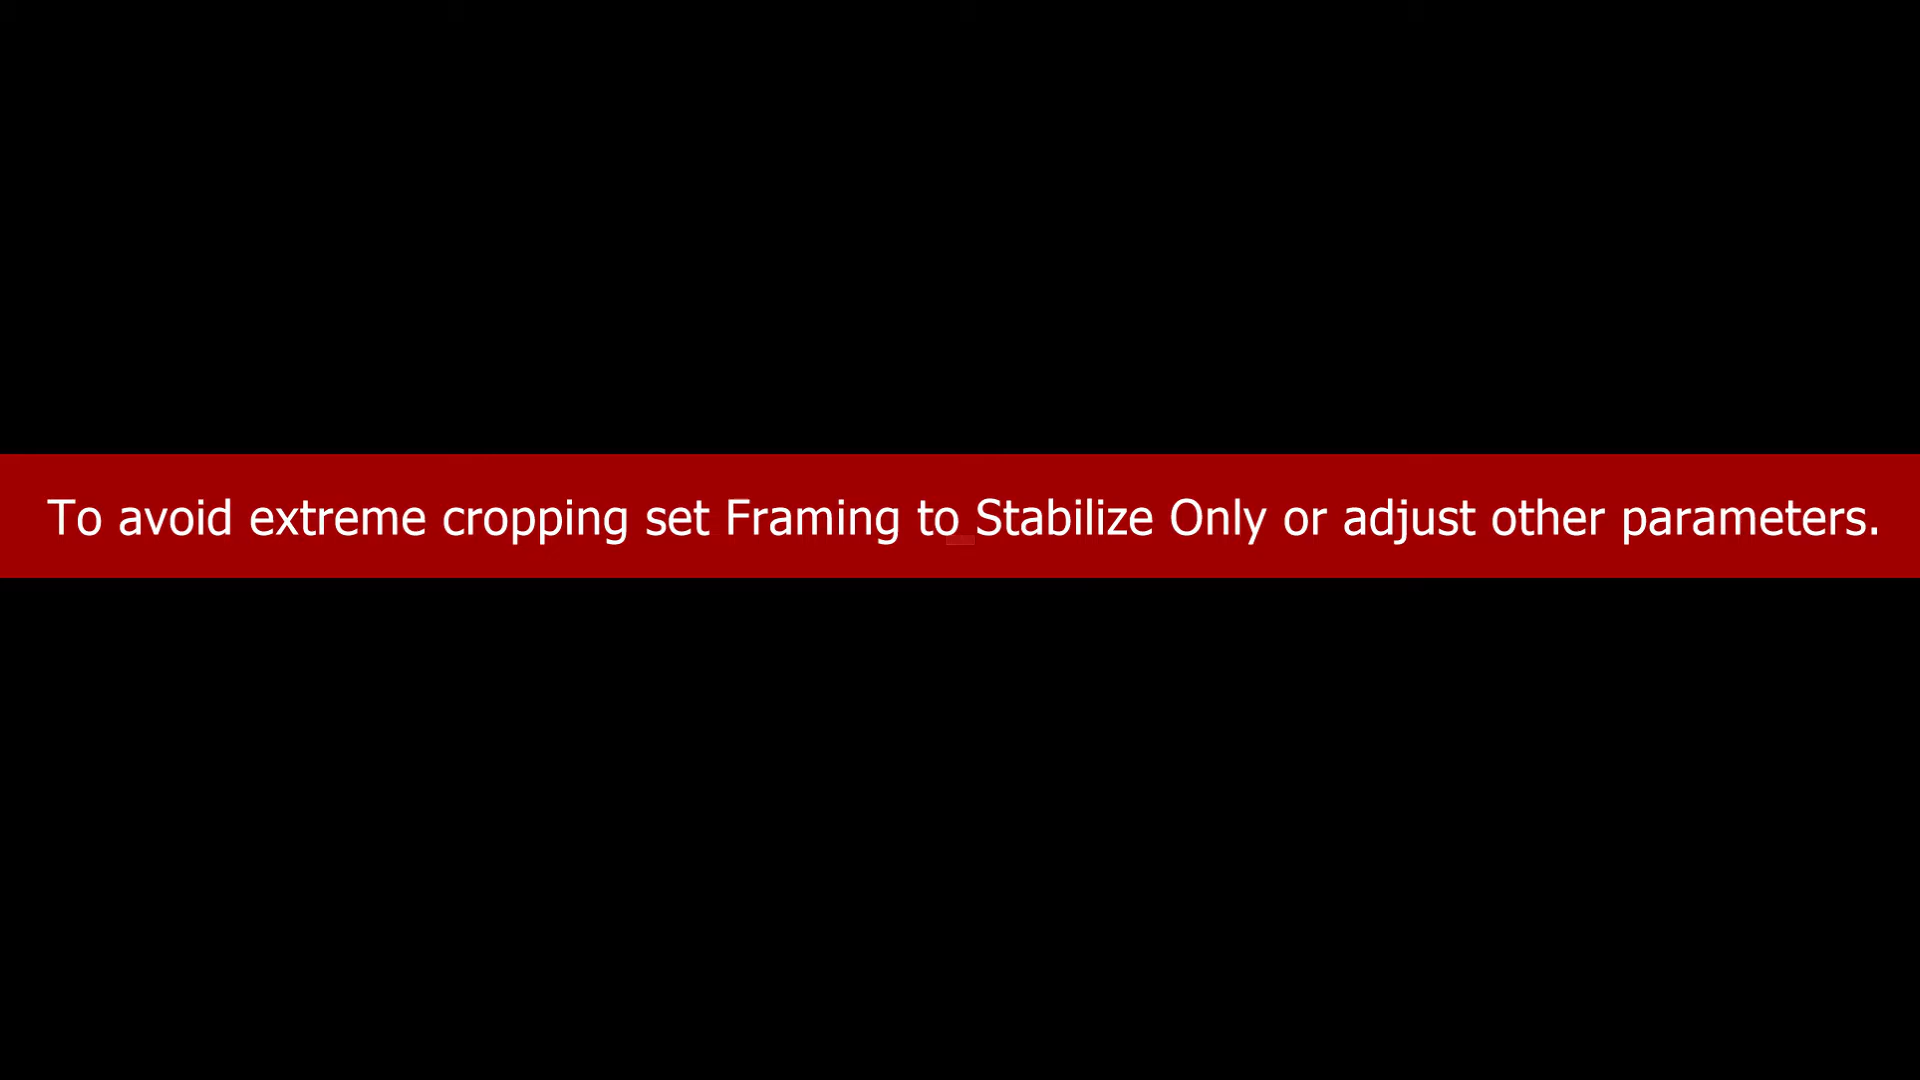 To avoid extreme cropping set Framing to Stabilize Only or adjust other parameters.